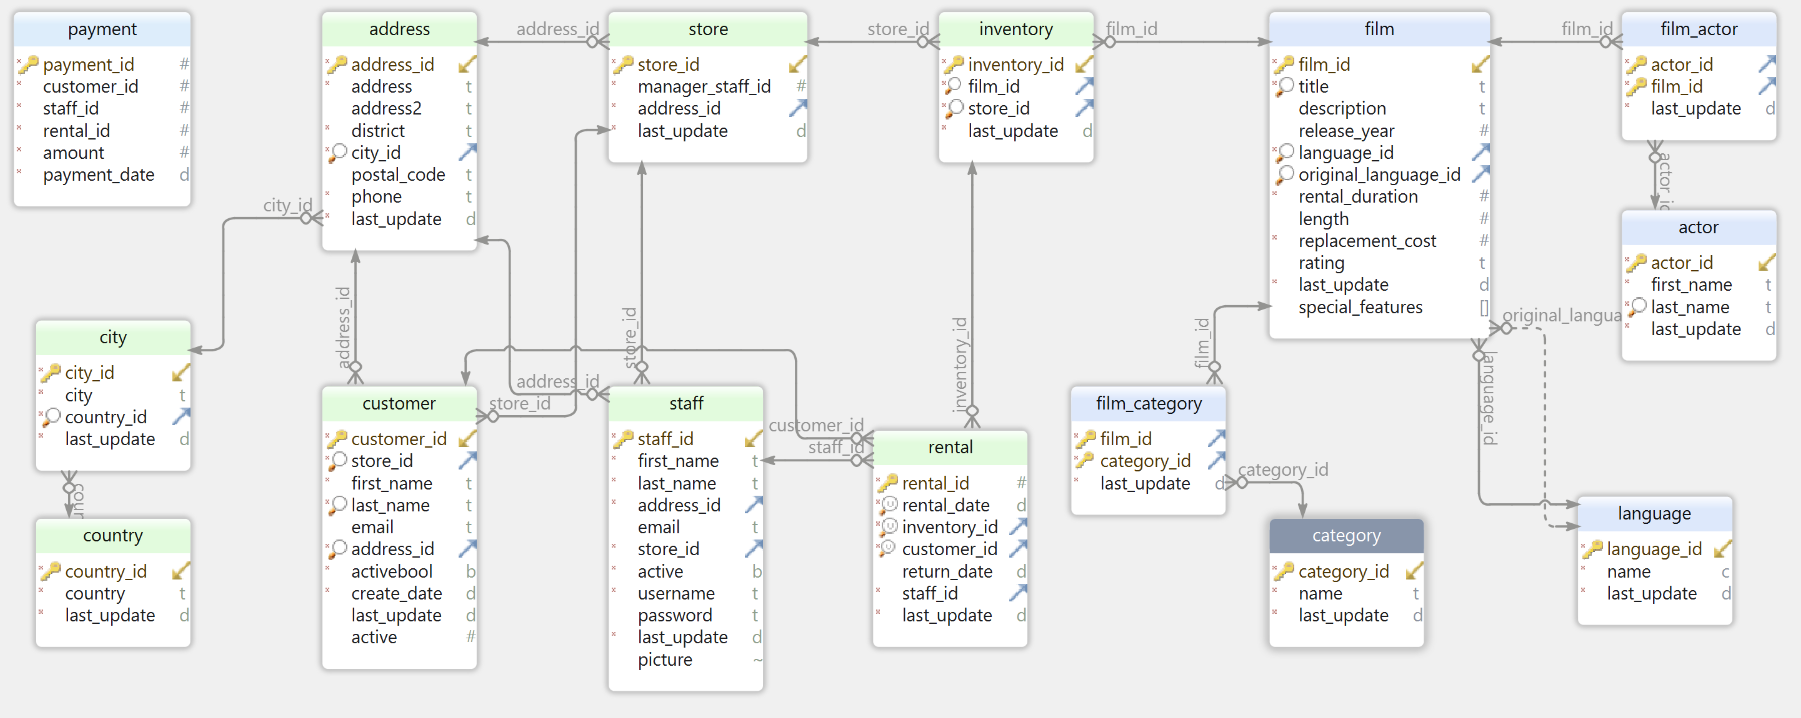 payment
payment_id #
customer_id #
staff_id #
rental_id #
amount #
payment_date d
address
address_id
address t
address2 t
district t
city_id
postal_code t
phone t
last_update d
store
store_id
manager_staff_id #
address_id
last_update d
inventory
inventory_id
film_id
store_id
last_update d
film
film_id
title t
description t
release_year #
language_id
original_language_id
rental_duration #
length #
replacement_cost #
rating t
last_update d
special_features []
film_actor
actor_id
film_id
last_update d
actor
actor_id
first_name t
last_name t
last_update d
city
city_id
city t
country_id
last_update d
country
country_id
country t
last_update d
customer
customer_id
store_id
first_name t
last_name t
email t
address_id
activebool b
create_date d
last_update d
active #
staff
staff_id
first_name t
last_name t
address_id
email t
store_id
active b
username t
password t
last_update d
picture ~
rental
rental_id #
rental_date d
inventory_id
customer_id
return_date d
staff_id
last_update d
film_category
film_id
category_id
last_update d
category
category_id
name t
last_update d
language
language_id
name c
last_update d
address_id
store_id
film_id
film_id
actor_id
city_id
address_id
store_id
address_id
store_id
customer_id
staff_id
inventory_id
film_id
category_id
original_langua
language_id
cour